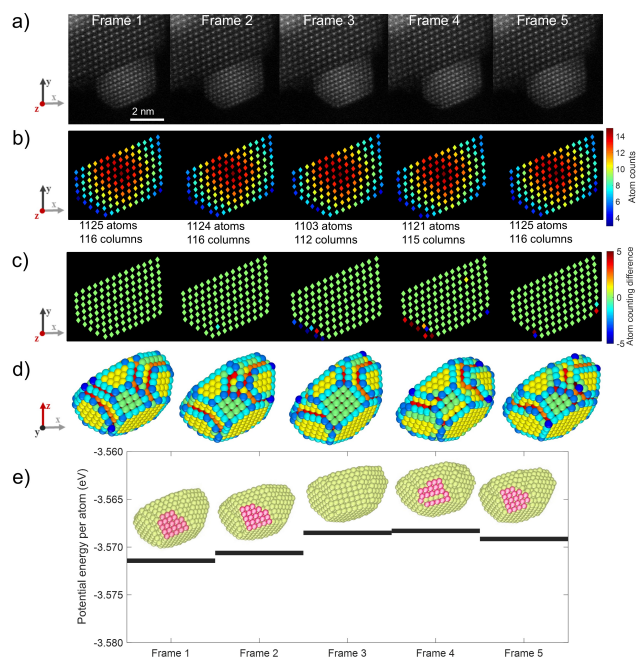 a)
Frame 1 Frame 2 Frame 3 Frame 4 Frame 5
y
x
z
2 nm
b)
y
x
z
14
12
10
8
6
4
Atom counts
1125 atoms 1124 atoms 1103 atoms 1121 atoms 1125 atoms
116 columns 116 columns 112 columns 115 columns 116 columns
c)
y
x
z
5
0
-5
Atom counting difference
d)
z
x
y
e)
Potential energy per atom (eV)
-3.560
-3.565
-3.570
-3.575
-3.580
Frame 1 Frame 2 Frame 3 Frame 4 Frame 5